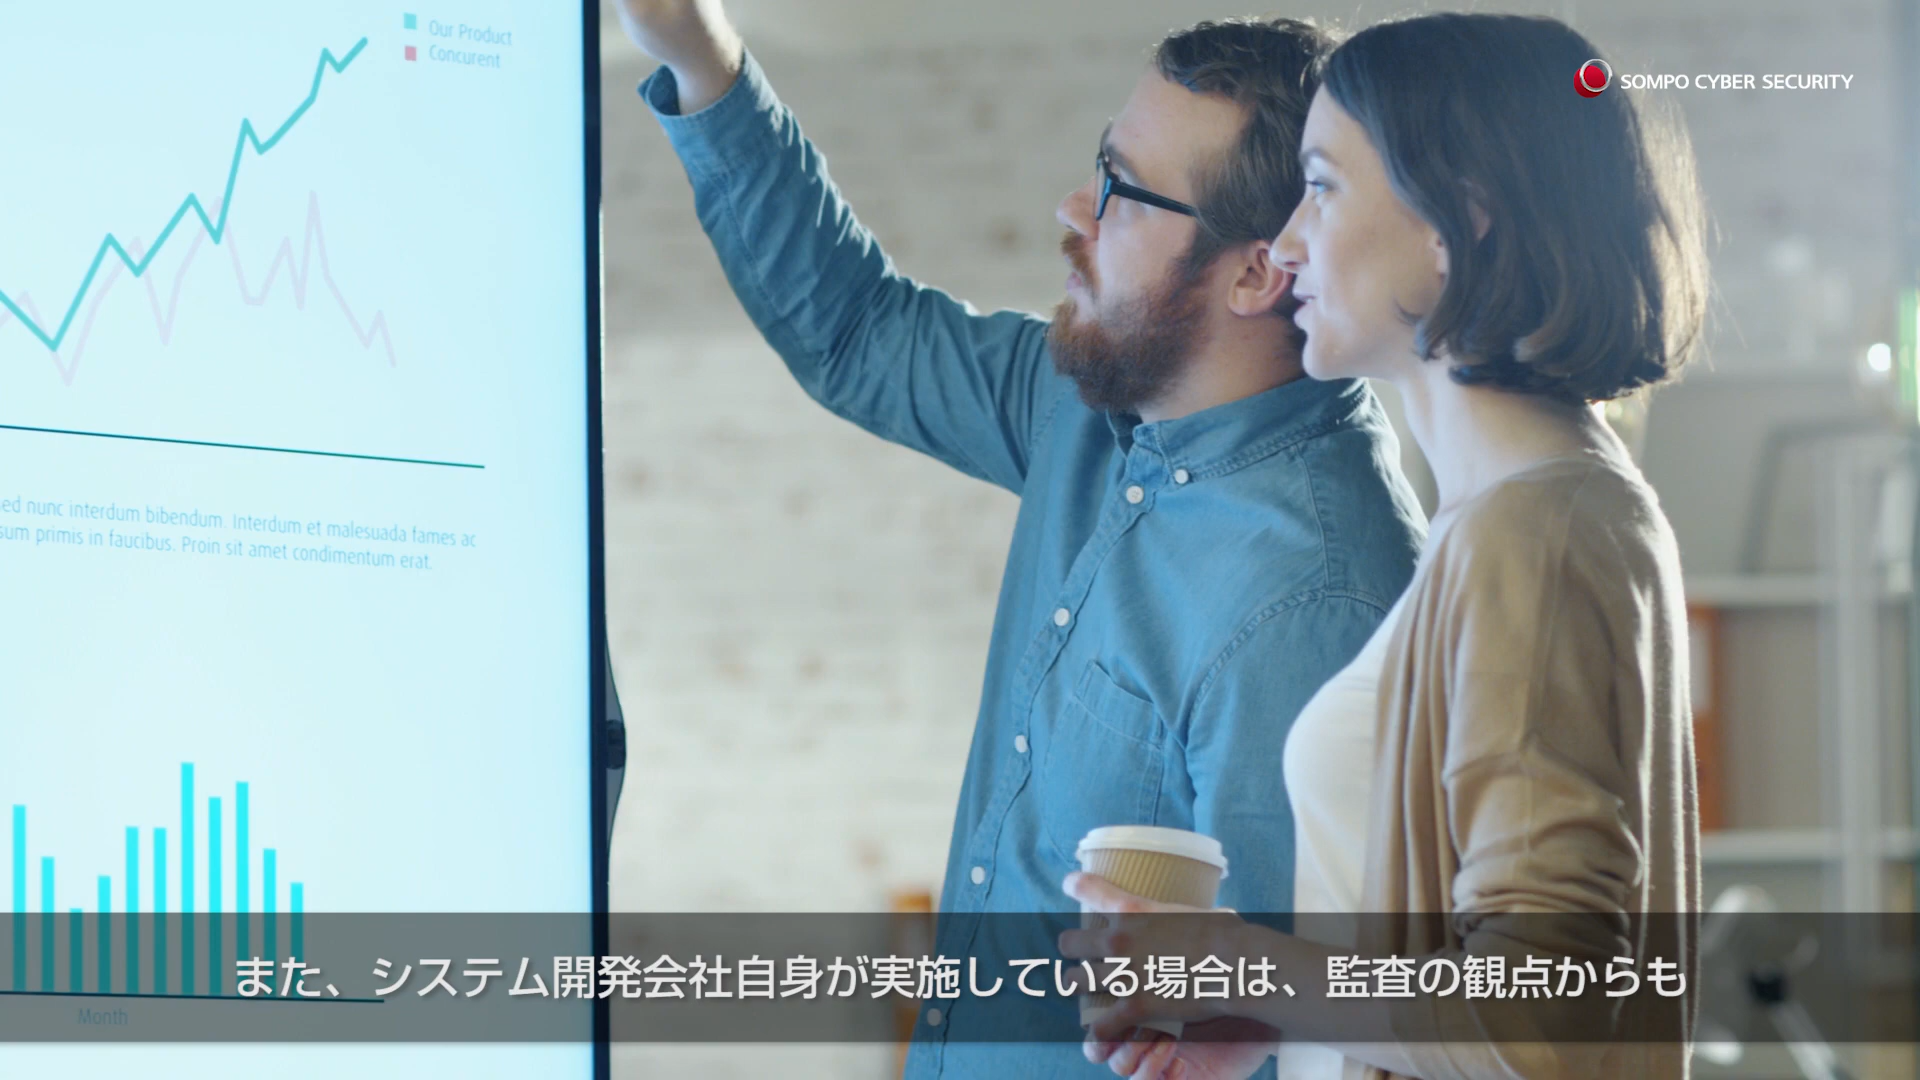 Our Product
Concurent
SOMPO CYBER SECURITY
sed nunc interdum bibendum. Interdum et malesuada fames ac
sum primis in faucibus. Proin sit amet condimentum erat.
また、システム開発会社自身が実施している場合は、監査の観点からも
Month